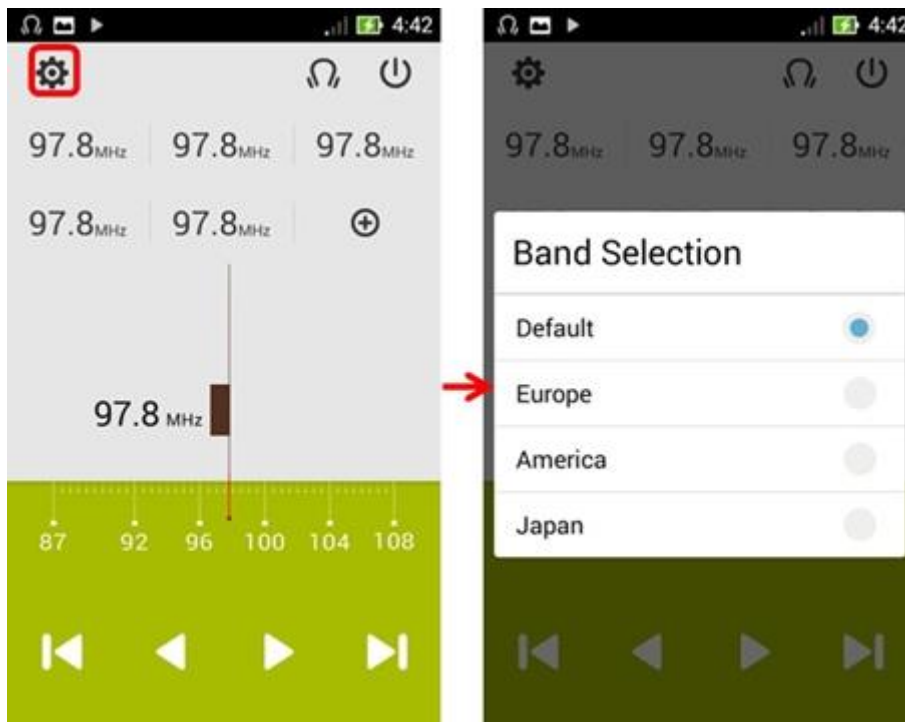 4:42
97.8MHz 97.8MHz 97.8MHz
97.8MHz 97.8MHz
97.8 MHz
87 92 96 100 104 108
4:42
97.8MHz 97.8MHz 97.8MHz
Band Selection
Default
Europe
America
Japan